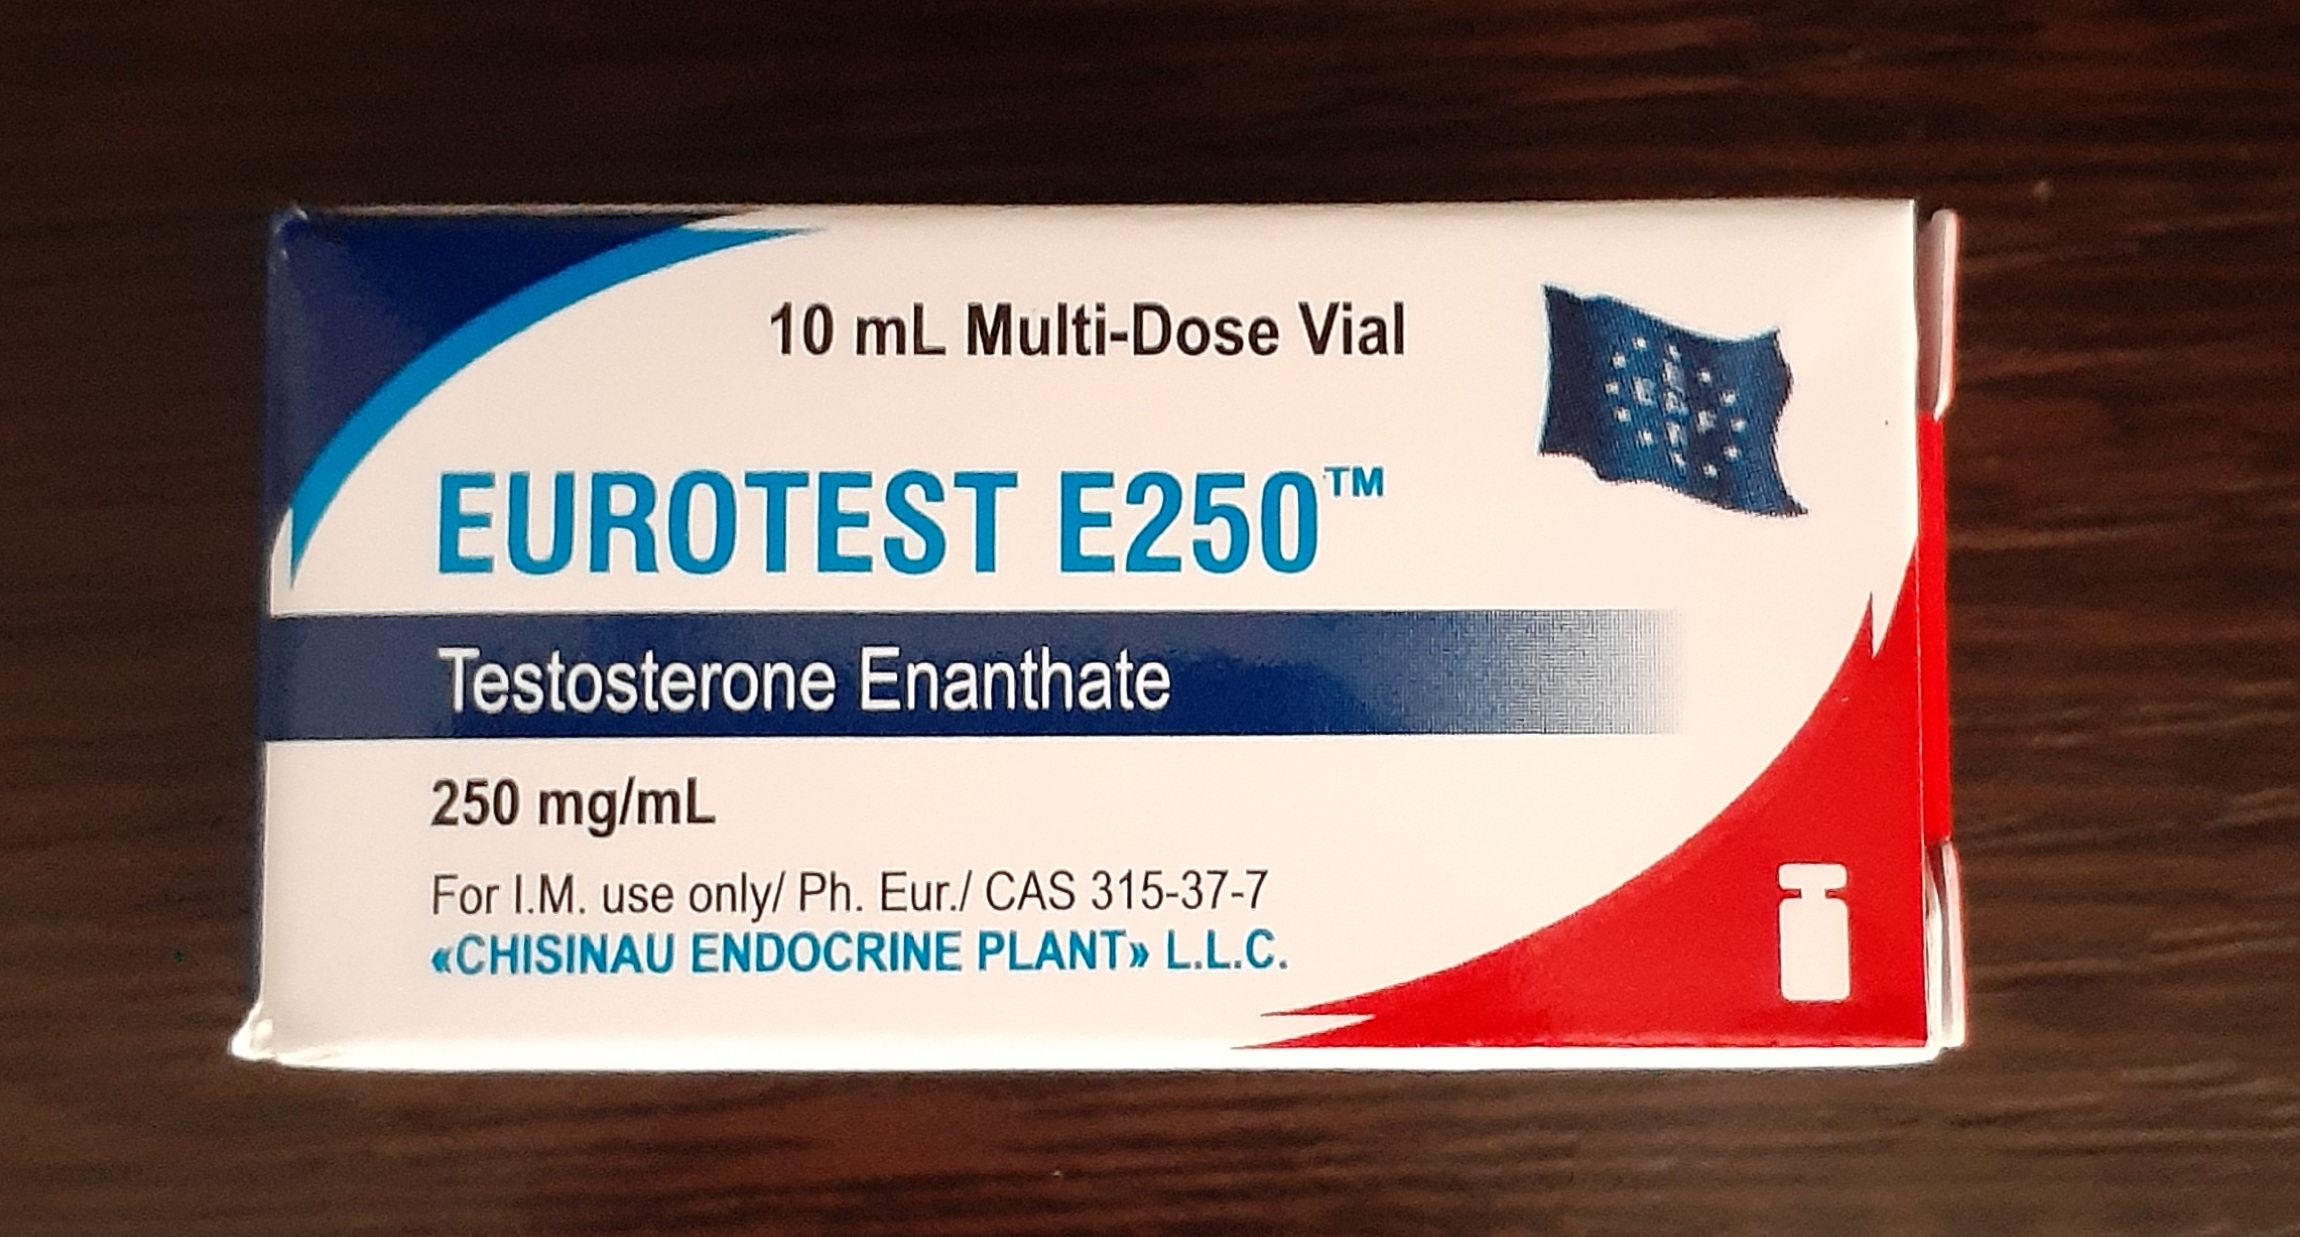 10 mL Multi-Dose Vial
EUROTEST E250™
Testosterone Enanthate
250 mg/mL
For I.M. use only/ Ph. Eur./ CAS 315-37-7
«CHISINAU ENDOCRINE PLANT» L.L.C.